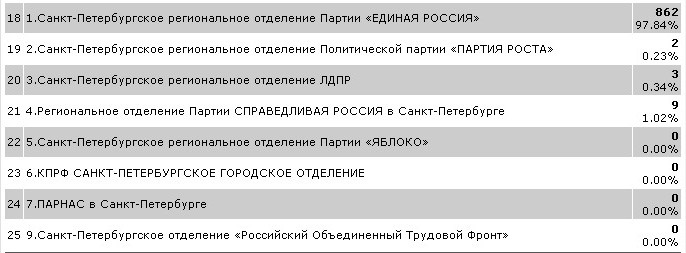 18 1.Санкт-Петербургское региональное отделение Партии «ЕДИНАЯ РОССИЯ» 862
97.84%
19 2.Санкт-Петербургское региональное отделение Политической партии «ПАРТИЯ РОСТА» 2
0.23%
20 3.Санкт-Петербургское региональное отделение ЛДПР 3
0.34%
21 4.Региональное отделение Партии СПРАВЕДЛИВАЯ РОССИЯ в Санкт-Петербурге 9
1.02%
22 5.Санкт-Петербургское региональное отделение Партии «ЯБЛОКО» 0
0.00%
23 6.КПРФ САНКТ-ПЕТЕРБУРГСКОЕ ГОРОДСКОЕ ОТДЕЛЕНИЕ 0
0.00%
24 7.ПАРНАС в Санкт-Петербурге 0
0.00%
25 9.Санкт-Петербургское отделение «Российский Объединенный Трудовой Фронт» 0
0.00%